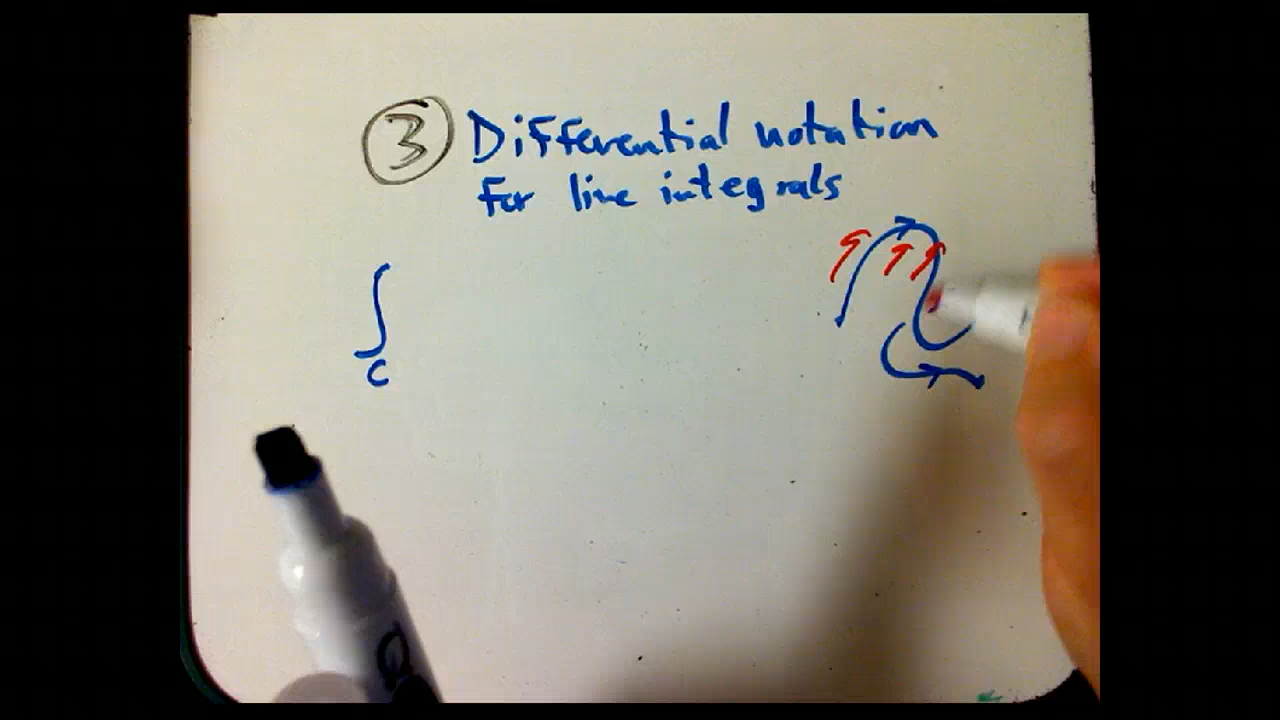 ③ Differential notation
for line integrals
∫
C